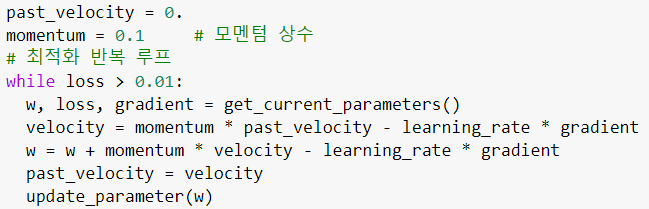 past_velocity = 0.
momentum = 0.1     # 모멘텀 상수
# 최적화 반복 루프
while loss > 0.01:
  w, loss, gradient = get_current_parameters()
  velocity = momentum * past_velocity - learning_rate * gradient
  w = w + momentum * velocity - learning_rate * gradient
  past_velocity = velocity
  update_parameter(w)